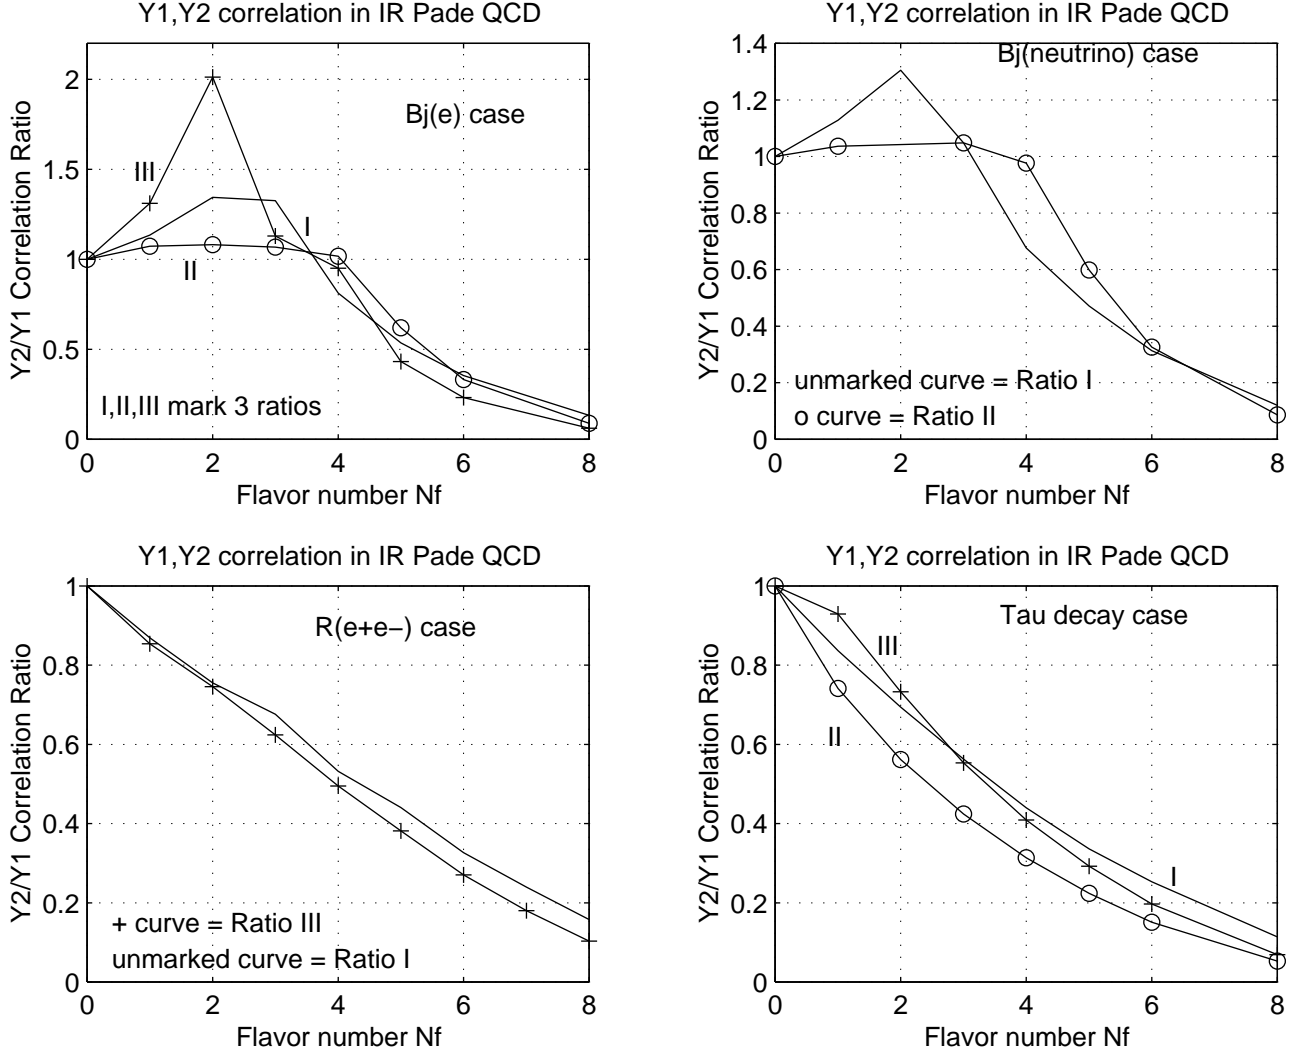 Y1,Y2 correlation in IR Pade QCD
Y2/Y1 Correlation Ratio
2
1.5
1
0.5
0
Bj(e) case
III
I
II
I,II,III mark 3 ratios
0 2 4 6 8
Flavor number Nf
Y1,Y2 correlation in IR Pade QCD
Y2/Y1 Correlation Ratio
1.4
1.2
1
0.8
0.6
0.4
0.2
0
Bj(neutrino) case
unmarked curve = Ratio I
o curve = Ratio II
0 2 4 6 8
Flavor number Nf
Y1,Y2 correlation in IR Pade QCD
Y2/Y1 Correlation Ratio
1
0.8
0.6
0.4
0.2
0
R(e+e-) case
+ curve = Ratio III
unmarked curve = Ratio I
0 2 4 6 8
Flavor number Nf
Y1,Y2 correlation in IR Pade QCD
Y2/Y1 Correlation Ratio
1
0.8
0.6
0.4
0.2
0
Tau decay case
III
II
I
0 2 4 6 8
Flavor number Nf